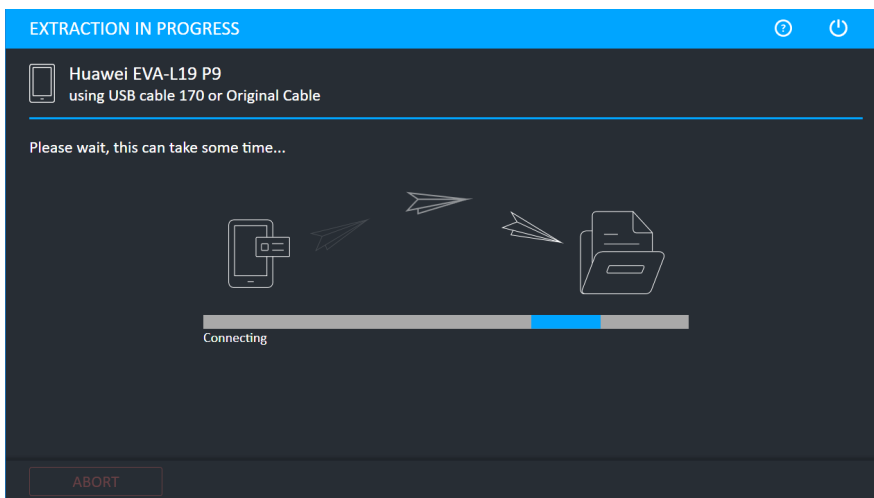 EXTRACTION IN PROGRESS
Huawei EVA-L19 P9
using USB cable 170 or Original Cable
Please wait, this can take some time...
Connecting
ABORT